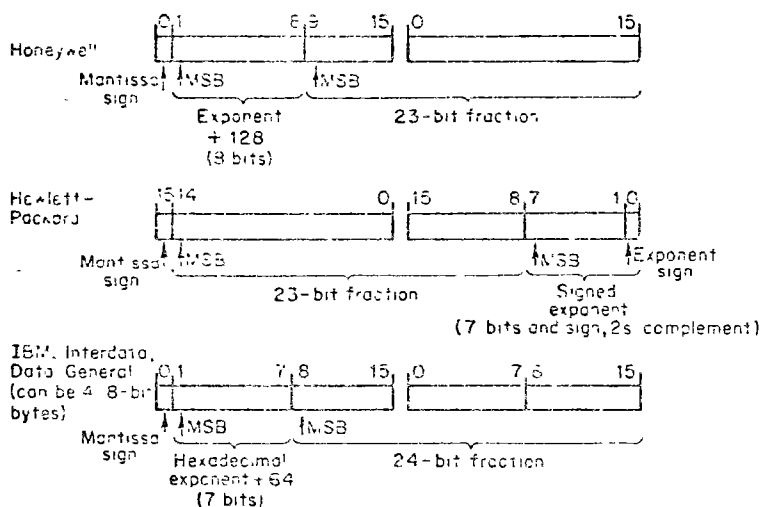 0 1 8 9 15 0 15
Honeywell
Mantissa sign MSB MSB
Exponent + 128 (8 bits)
23-bit fraction
15 14 0 15 8 7 1 0
Hewlett-Packard
Mantissa sign MSB MSB Exponent sign
23-bit fraction
Signed exponent
(7 bits and sign, 2s complement)
IBM, Interdata,
Data General
(can be 4 8-bit
bytes)
0 1 7 8 15 0 7 8 15
Mantissa sign MSB MSB
Hexadecimal exponent + 64 (7 bits)
24-bit fraction